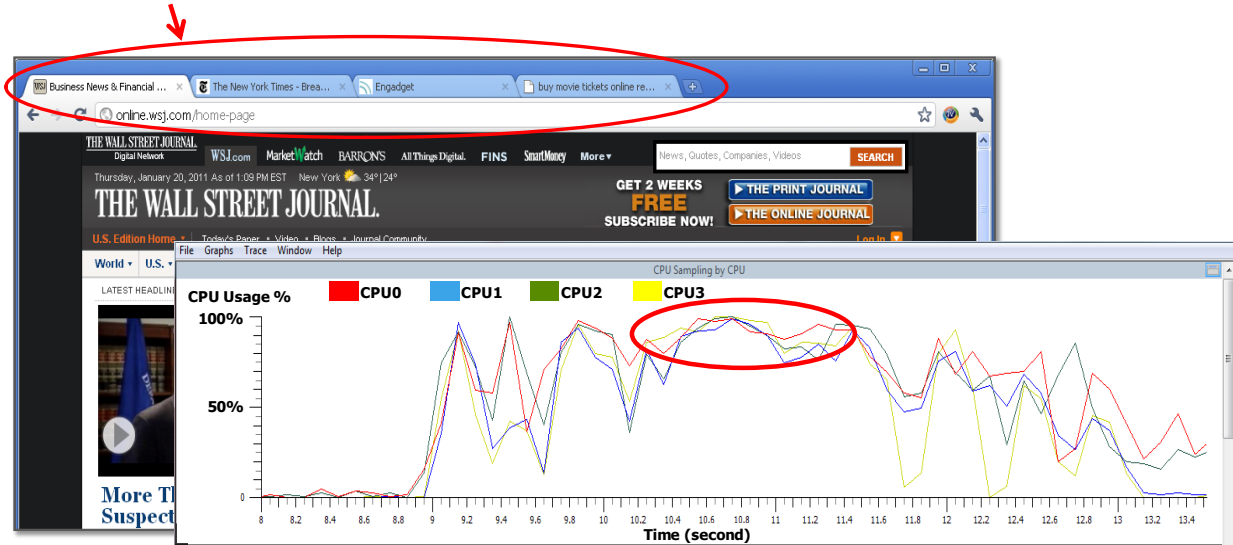 WSJ Business News & Financial ... × The New York Times - Brea... × Engadget × buy movie tickets online re... ×
online.wsj.com/home-page
THE WALL STREET JOURNAL.
Digital Network
WSJ.com MarketWatch BARRON'S All Things Digital. FINS SmartMoney More
News, Quotes, Companies, Videos SEARCH
Thursday, January 20, 2011 As of 1:09 PM EST New York 34° | 24°
THE WALL STREET JOURNAL.
GET 2 WEEKS
FREE
SUBSCRIBE NOW!
THE PRINT JOURNAL
THE ONLINE JOURNAL
U.S. Edition Home Today's Paper • Video • Blogs • Journal Community Log In
World U.S.
LATEST HEADLIN
More T
Suspect
File Graphs Trace Window Help
CPU Sampling by CPU
CPU Usage % CPU0 CPU1 CPU2 CPU3
100%
50%
0
8 8.2 8.4 8.6 8.8 9 9.2 9.4 9.6 9.8 10 10.2 10.4 10.6 10.8 11 11.2 11.4 11.6 11.8 12 12.2 12.4 12.6 12.8 13 13.2 13.4
Time (second)